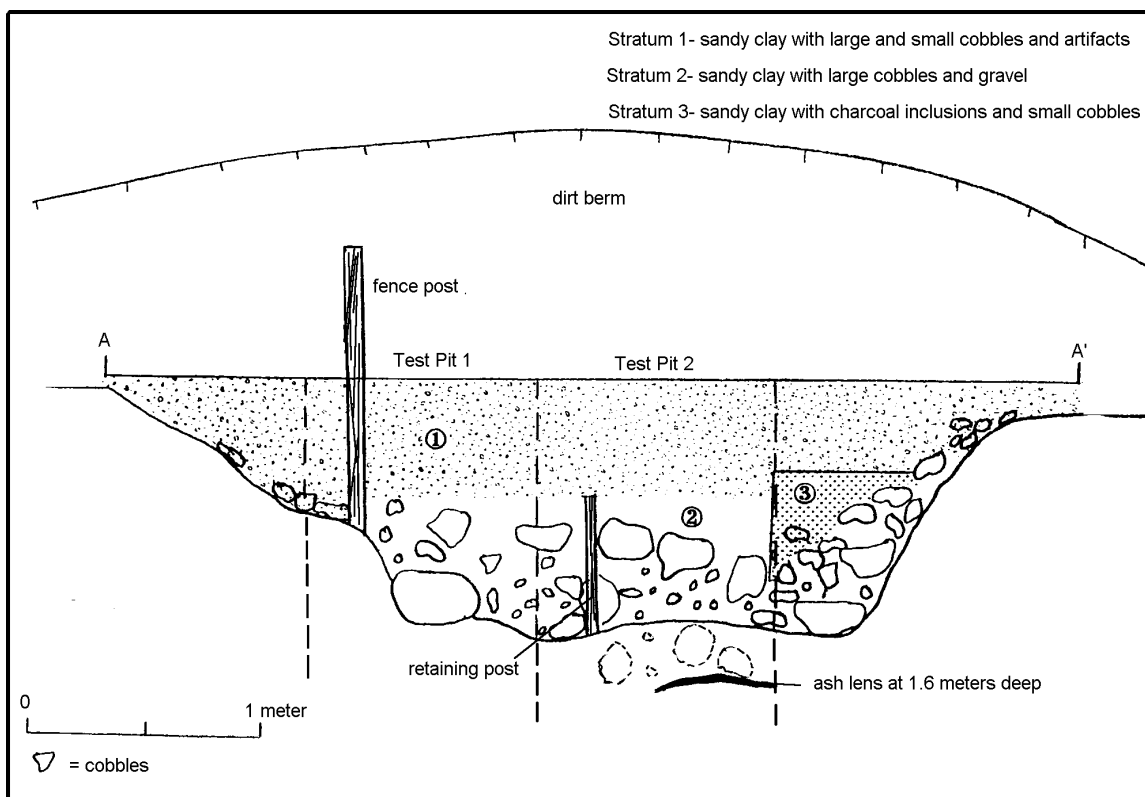 Stratum 1- sandy clay with large and small cobbles and artifacts
Stratum 2- sandy clay with large cobbles and gravel
Stratum 3- sandy clay with charcoal inclusions and small cobbles
dirt berm
fence post
A
A'
Test Pit 1
Test Pit 2
①
③
②
retaining post
ash lens at 1.6 meters deep
0
1 meter
= cobbles